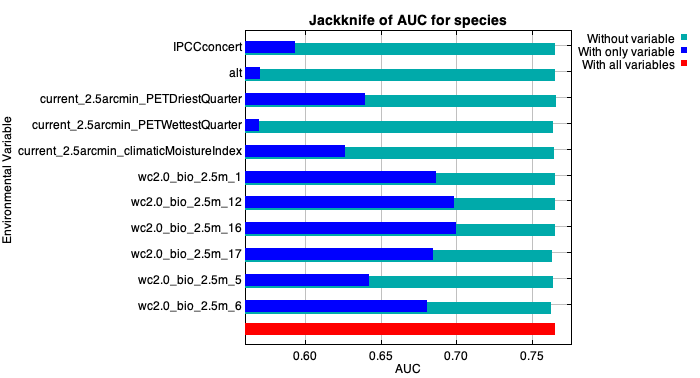 Jackknife of AUC for species
Without variable
With only variable
With all variables
Environmental Variable
IPCCconcert
alt
current_2.5arcmin_PETDriestQuarter
current_2.5arcmin_PETWettestQuarter
current_2.5arcmin_climaticMoistureIndex
wc2.0_bio_2.5m_1
wc2.0_bio_2.5m_12
wc2.0_bio_2.5m_16
wc2.0_bio_2.5m_17
wc2.0_bio_2.5m_5
wc2.0_bio_2.5m_6
0.60 0.65 0.70 0.75
AUC